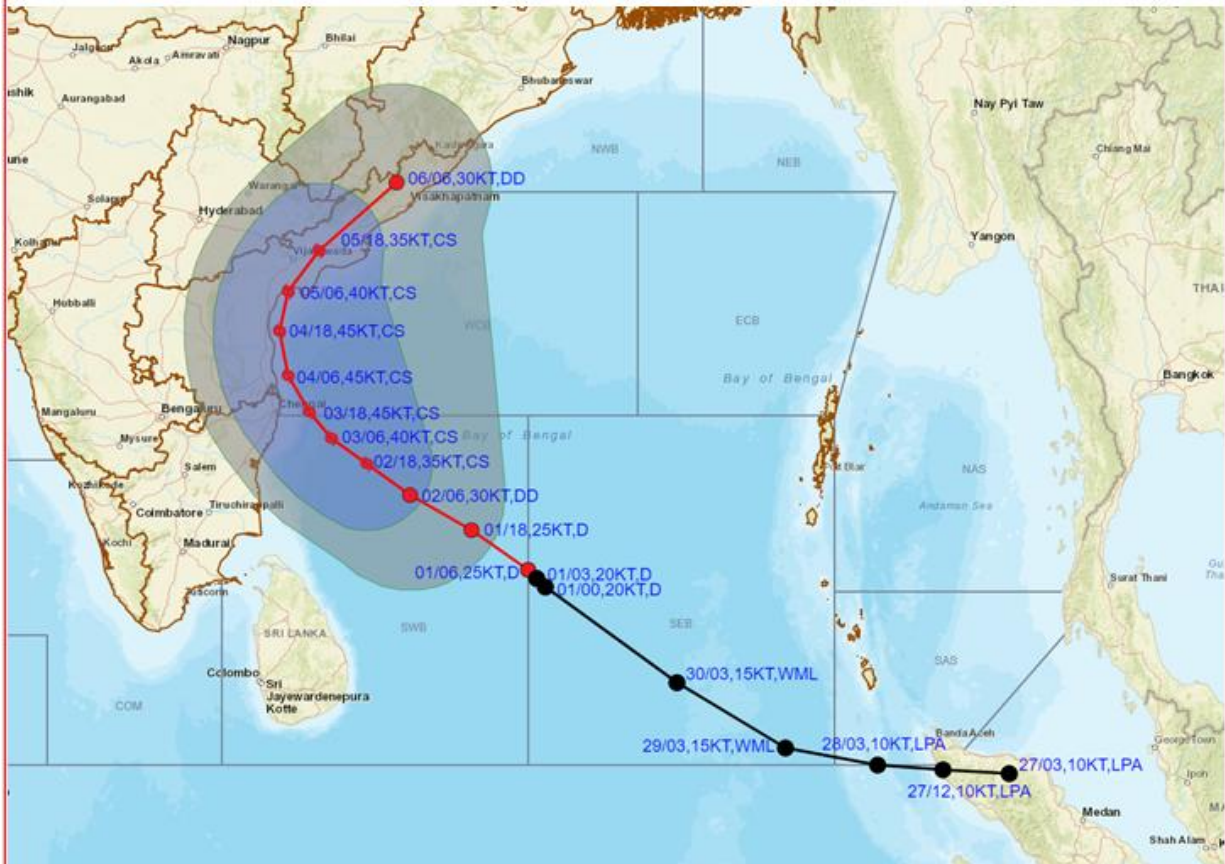 Nagpur
Bhilai
Akola
Amravati
Bhubaneswar
Aurangabad
Nay Pyi Taw
Chiang Mai
NWB
NEB
06/06,30KT,DD
Visakhapatnam
Solapur
Hyderabad
Yangon
05/18,35KT,CS
05/06,40KT,CS
Hubballi
THAI
WCB
ECB
04/18,45KT,CS
04/06,45KT,CS
Bay of Bengal
Bangkok
Chennai
Mangaluru
Bengaluru
03/18,45KT,CS
03/06,40KT,CS
Bay of Bengal
Mysuru
02/18,35KT,CS
Salem
Port Blair
NAS
Kozhikode
02/06,30KT,DD
Coimbatore
Tiruchirappalli
Andaman Sea
01/18,25KT,D
Kochi
Madurai
01/06,25KT,D
01/03,20KT,D
01/00,20KT,D
Surat Thani
Tuticorin
SRI LANKA
SWB
SEB
SAS
Colombo
Sri
Jayewardenepura
Kotte
30/03,15KT,WML
COM
Banda Aceh
29/03,15KT,WML
28/03,10KT,LPA
George Town
27/03,10KT,LPA
27/12,10KT,LPA
Ipoh
Medan
Shah Alam